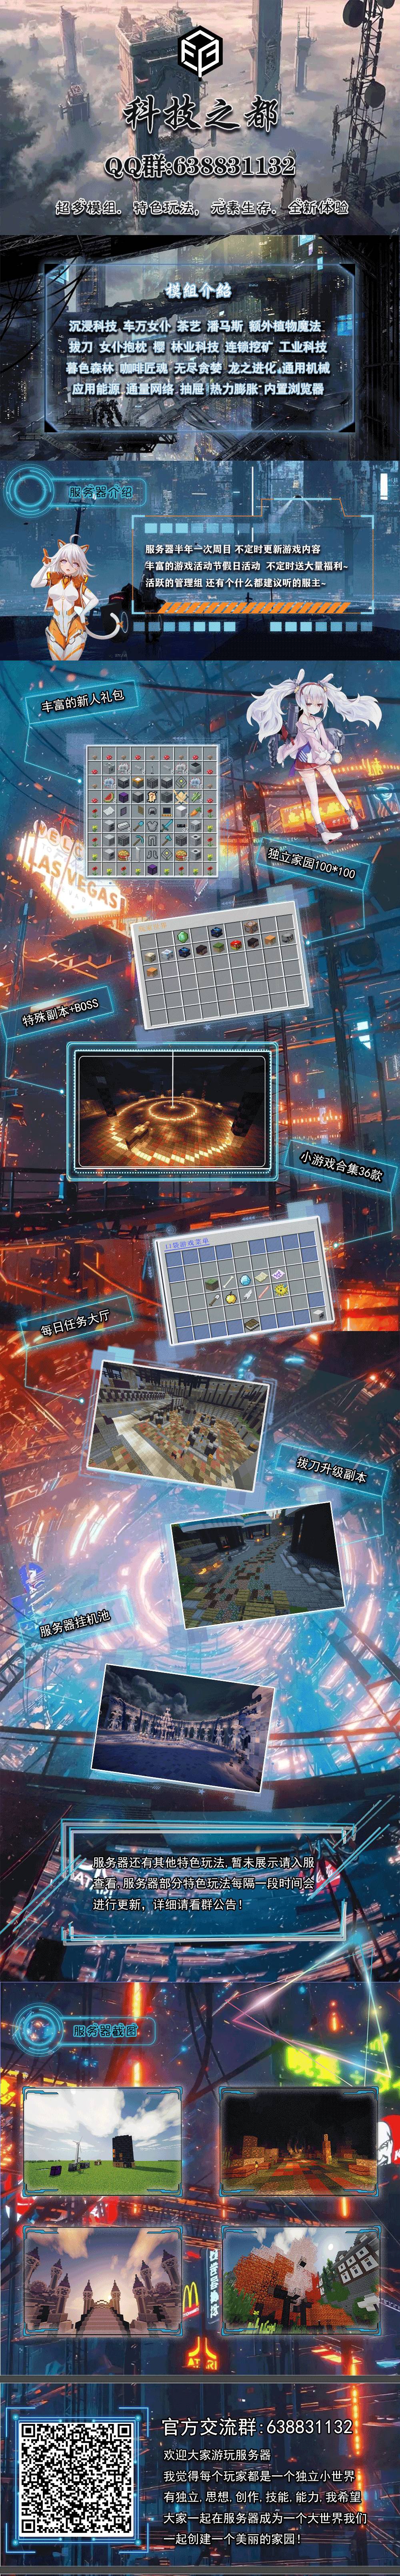 科技之都
QQ群:638831132
超多模组. 特色玩法, 元素生存. 全新体验
模组介绍
沉浸科技 车万女仆 茶艺 潘马斯 额外植物魔法
拔刀 女仆抱枕 樱 林业科技 连锁挖矿 工业科技
暮色森林 咖啡匠魂 无尽贪婪 龙之进化 通用机械
应用能源 通量网络 抽屉 热力膨胀 内置浏览器
服务器介绍
服务器半年一次周目 不定时更新游戏内容
丰富的游戏活动节假日活动 不定时送大量福利~
活跃的管理组 还有个什么都建议听的服主~
丰富的新人礼包
LAS VEGAS
独立家园100*100
特殊副本+BOSS
小游戏合集36款
每日任务大厅
拔刀升级副本
服务器挂机池
服务器还有其他特色玩法,暂未展示请入服
查看,服务器部分特色玩法每隔一段时间会
进行更新, 详细请看群公告!
服务器截图
ATARI
官方交流群:638831132
欢迎大家游玩服务器
我觉得每个玩家都是一个独立小世界
有独立,思想,创作,技能,能力,我希望
大家一起在服务器成为一个大世界我们
一起创建一个美丽的家园!